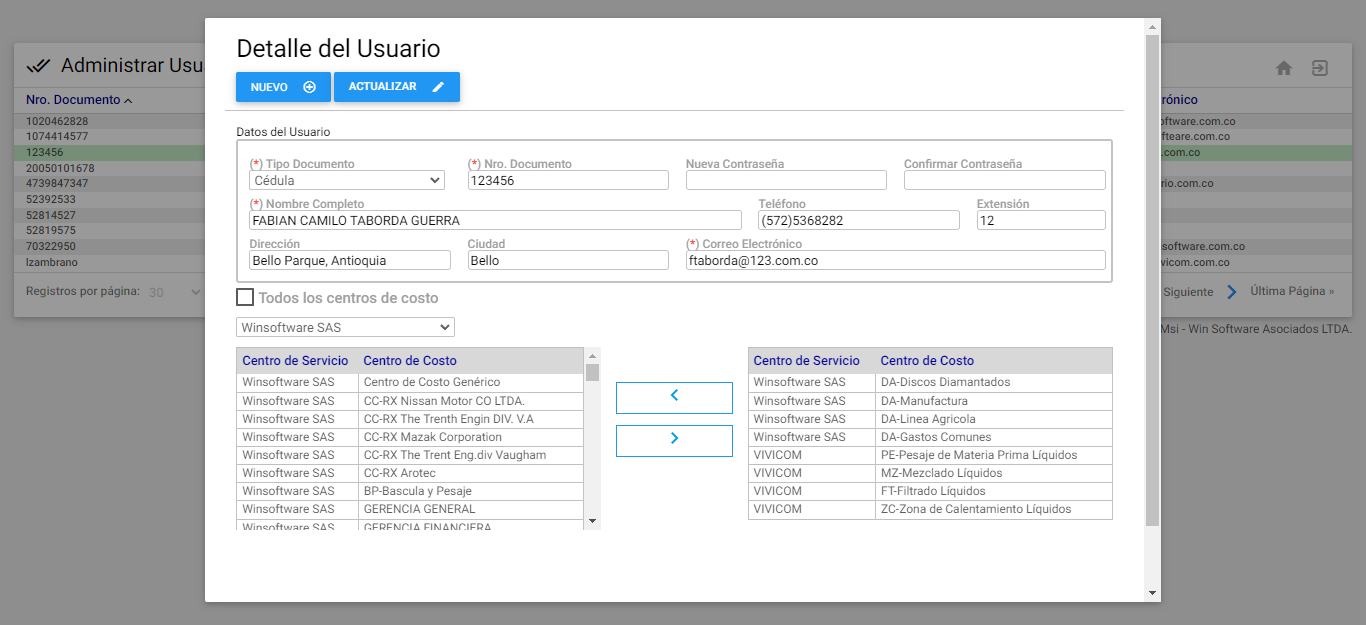 Detalle del Usuario
NUEVO
ACTUALIZAR
Administrar Usu
Nro. Documento
1020462828
1074414577
123456
20050101678
4739847347
52392533
52814527
52819575
70322950
lzambrano
Registros por página: 30
Datos del Usuario
(*) Tipo Documento
Cédula
(*) Nro. Documento
123456
Nueva Contraseña
Confirmar Contraseña
(*) Nombre Completo
FABIAN CAMILO TABORDA GUERRA
Teléfono
(572)5368282
Extensión
12
Dirección
Bello Parque, Antioquia
Ciudad
Bello
(*) Correo Electrónico
ftaborda@123.com.co
Todos los centros de costo
Winsoftware SAS
Centro de Servicio Centro de Costo
Winsoftware SAS Centro de Costo Genérico
Winsoftware SAS CC-RX Nissan Motor CO LTDA.
Winsoftware SAS CC-RX The Trenth Engin DIV. V.A
Winsoftware SAS CC-RX Mazak Corporation
Winsoftware SAS CC-RX The Trent Eng.div Vaugham
Winsoftware SAS CC-RX Arotec
Winsoftware SAS BP-Bascula y Pesaje
Winsoftware SAS GERENCIA GENERAL
Winsoftware SAS GERENCIA FINANCIERA
Centro de Servicio Centro de Costo
Winsoftware SAS DA-Discos Diamantados
Winsoftware SAS DA-Manufactura
Winsoftware SAS DA-Linea Agricola
Winsoftware SAS DA-Gastos Comunes
VIVICOM PE-Pesaje de Materia Prima Líquidos
VIVICOM MZ-Mezclado Líquidos
VIVICOM FT-Filtrado Líquidos
VIVICOM ZC-Zona de Calentamiento Líquidos
rónico
oftware.com.co
fteare.com.co
.com.co
rio.com.co
software.com.co
vicom.com.co
Siguiente Última Página »
Msi - Win Software Asociados LTDA.